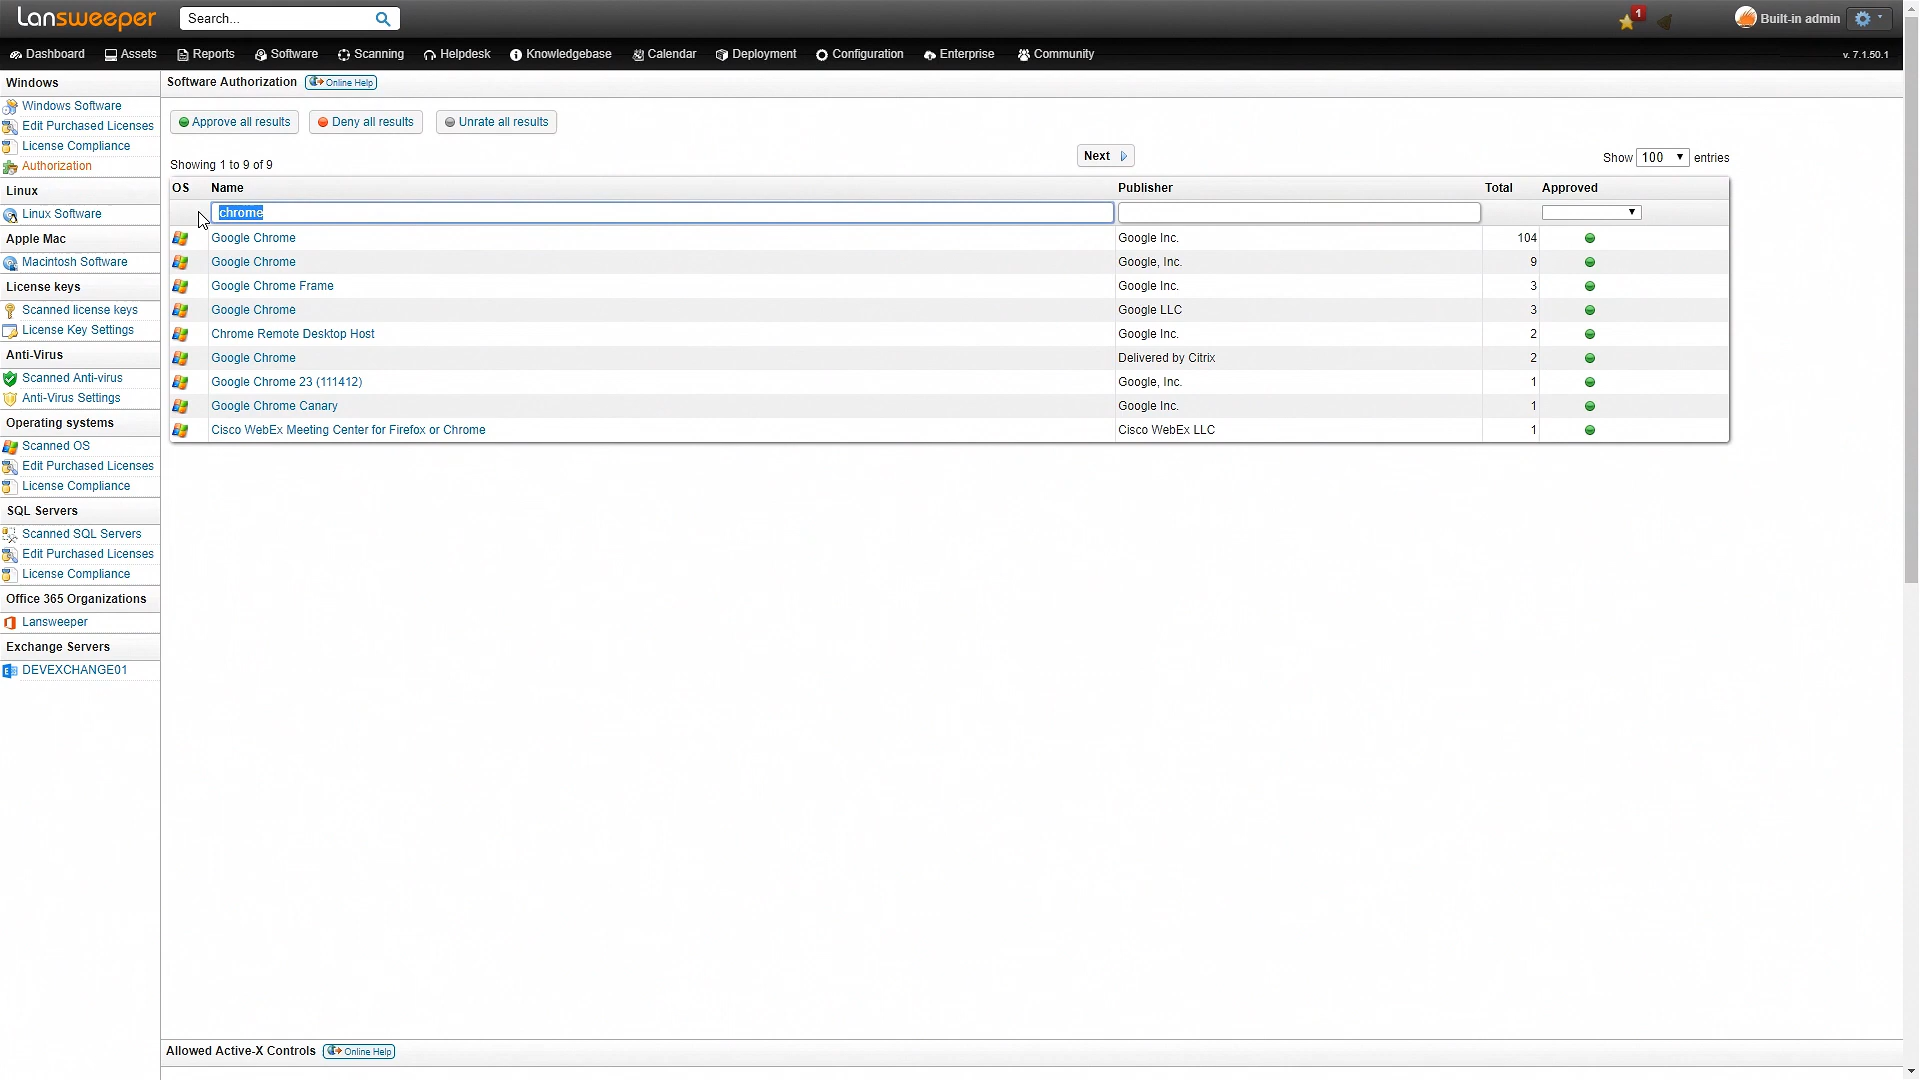 Lansweeper
Search...
1
Built-in admin
Dashboard Assets Reports Software Scanning Helpdesk Knowledgebase Calendar Deployment Configuration Enterprise Community
v. 7.1.50.1
Windows
Windows Software
Edit Purchased Licenses
License Compliance
Authorization
Linux
Linux Software
Apple Mac
Macintosh Software
License keys
Scanned license keys
License Key Settings
Anti-Virus
Scanned Anti-virus
Anti-Virus Settings
Operating systems
Scanned OS
Edit Purchased Licenses
License Compliance
SQL Servers
Scanned SQL Servers
Edit Purchased Licenses
License Compliance
Office 365 Organizations
Lansweeper
Exchange Servers
DEVEXCHANGE01
Software Authorization Online Help
Approve all results Deny all results Unrate all results
Showing 1 to 9 of 9 Next Show 100 entries
OS Name Publisher Total Approved
chrome
Google Chrome Google Inc. 104
Google Chrome Google, Inc. 9
Google Chrome Frame Google Inc. 3
Google Chrome Google LLC 3
Chrome Remote Desktop Host Google Inc. 2
Google Chrome Delivered by Citrix 2
Google Chrome 23 (111412) Google, Inc. 1
Google Chrome Canary Google Inc. 1
Cisco WebEx Meeting Center for Firefox or Chrome Cisco WebEx LLC 1
Allowed Active-X Controls Online Help